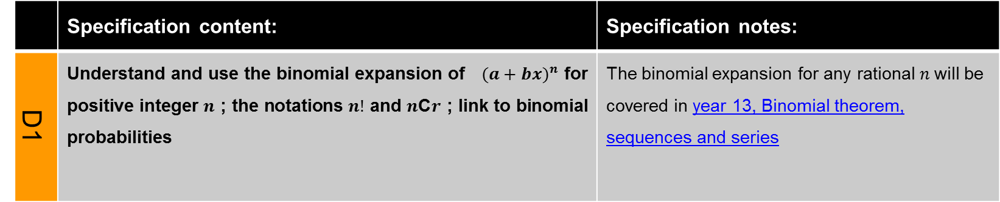 Specification content:
Specification notes:
D1
Understand and use the binomial expansion of (a + bx)ⁿ for
positive integer n ; the notations n! and nCr ; link to binomial
probabilities
The binomial expansion for any rational n will be
covered in year 13, Binomial theorem,
sequences and series